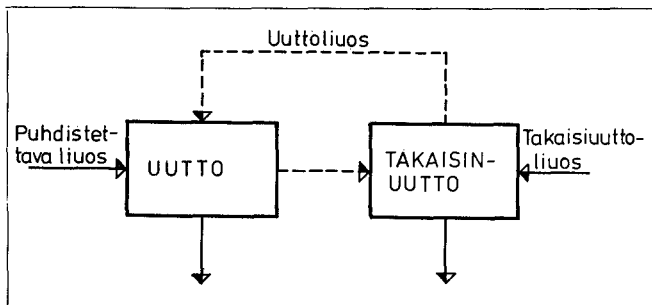 Uuttoliuos
Puhdistet-
tava liuos
UUTTO
TAKAISIN-
UUTTO
Takaisiuutto-
liuos